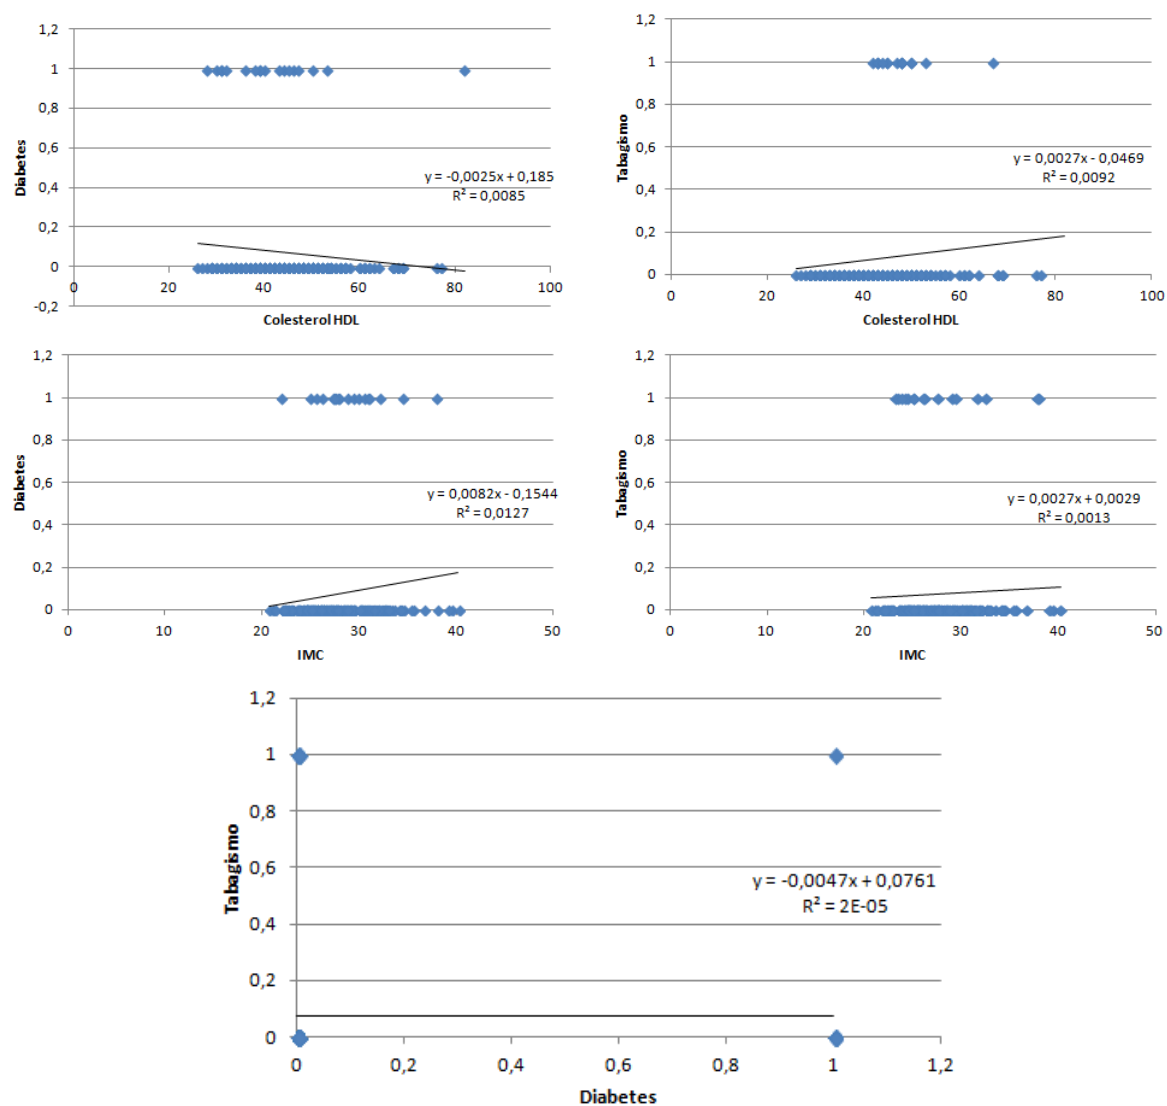 1,2
1
0,8
0,6
0,4
0,2
0
-0,2
Diabetes
y = -0,0025x + 0,185
R² = 0,0085
0 20 40 60 80 100
Colesterol HDL
1,2
1
0,8
0,6
0,4
0,2
0
Tabagismo
y = 0,0027x - 0,0469
R² = 0,0092
0 20 40 60 80 100
Colesterol HDL
1,2
1
0,8
0,6
0,4
0,2
0
Diabetes
y = 0,0082x - 0,1544
R² = 0,0127
0 10 20 30 40 50
IMC
1,2
1
0,8
0,6
0,4
0,2
0
Tabagismo
y = 0,0027x + 0,0029
R² = 0,0013
0 10 20 30 40 50
IMC
1,2
1
0,8
0,6
0,4
0,2
0
Tabagismo
y = -0,0047x + 0,0761
R² = 2E-05
0 0,2 0,4 0,6 0,8 1 1,2
Diabetes